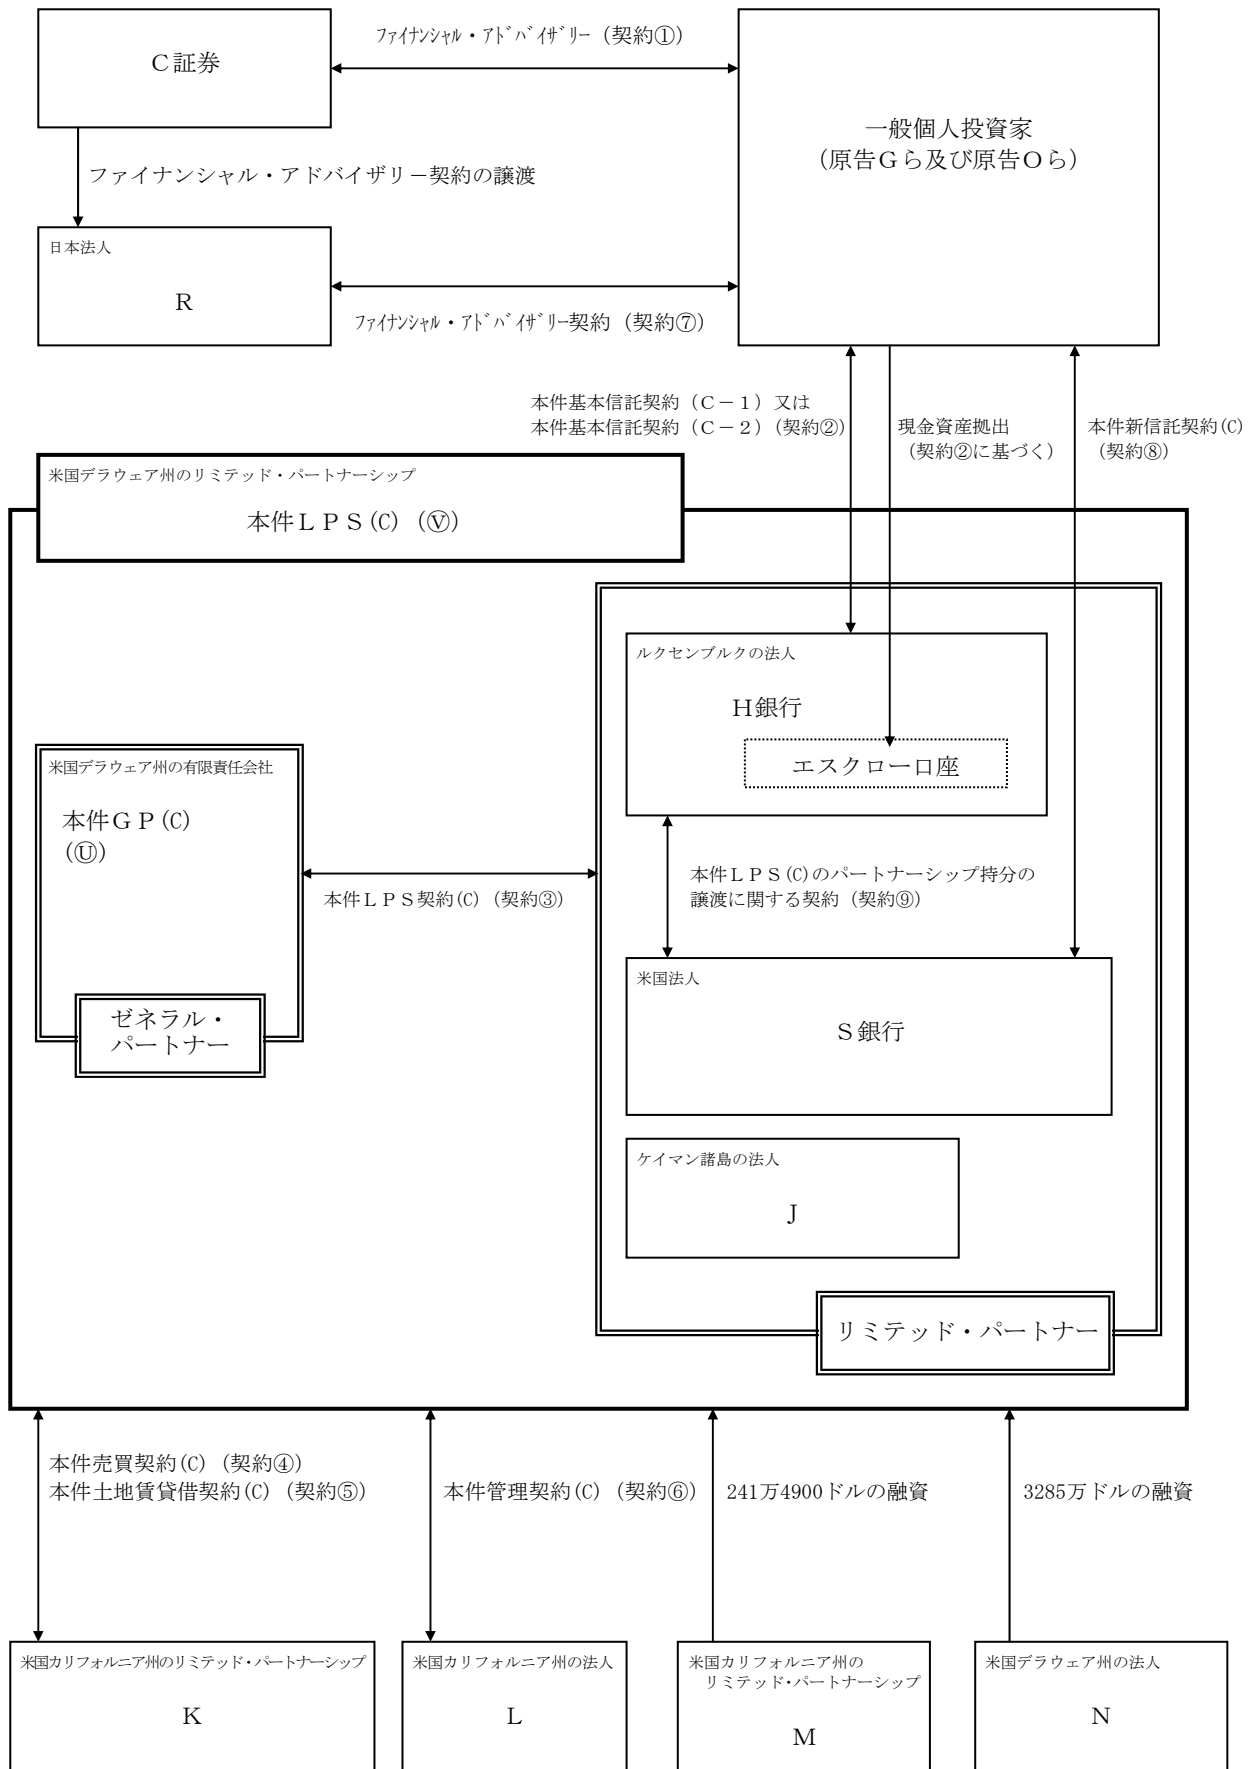 ファイナンシャル・アドバイザリー（契約①）
Ｃ証券
一般個人投資家
（原告Ｇら及び原告Ｏら）
ファイナンシャル・アドバイザリ－契約の譲渡
日本法人
Ｒ
ファイナンシャル・アドバイザリー契約（契約⑦）
本件基本信託契約（Ｃ－１）又は
本件基本信託契約（Ｃ－２）（契約②）
現金資産拠出
（契約②に基づく）
本件新信託契約(C)
（契約⑧）
米国デラウェア州のリミテッド・パートナーシップ
本件ＬＰＳ(C)（Ⓥ）
ルクセンブルクの法人
Ｈ銀行
エスクロー口座
米国デラウェア州の有限責任会社
本件ＧＰ(C)
（Ⓤ）
本件ＬＰＳ契約(C)（契約③）
本件ＬＰＳ(C)のパートナーシップ持分の
譲渡に関する契約（契約⑨）
米国法人
Ｓ銀行
ゼネラル・
パートナー
ケイマン諸島の法人
Ｊ
リミテッド・パートナー
本件売買契約(C)（契約④）
本件土地賃貸借契約(C)（契約⑤）
本件管理契約(C)（契約⑥）
241万4900ドルの融資
3285万ドルの融資
米国カリフォルニア州のリミテッド・パートナーシップ
Ｋ
米国カリフォルニア州の法人
Ｌ
米国カリフォルニア州の
リミテッド・パートナーシップ
Ｍ
米国デラウェア州の法人
Ｎ